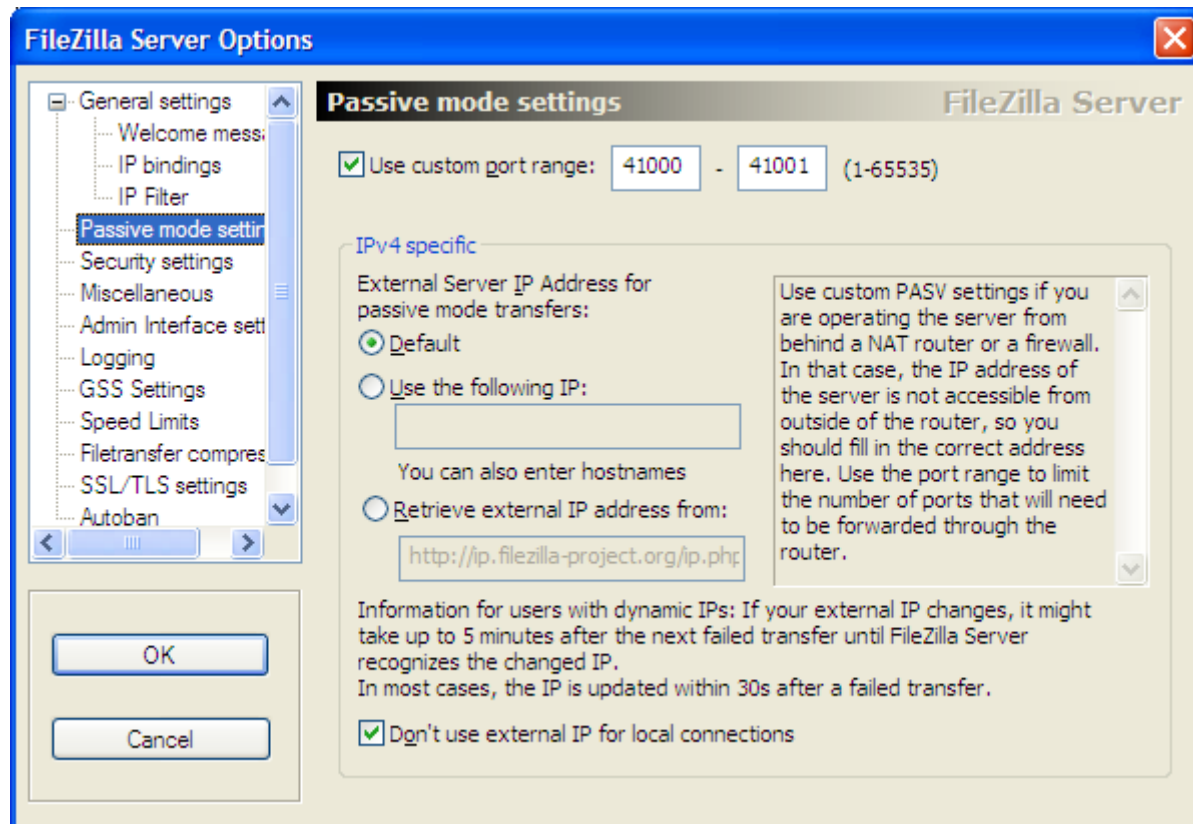 FileZilla Server Options
General settings
Welcome messa
IP bindings
IP Filter
Passive mode settin
Security settings
Miscellaneous
Admin Interface sett
Logging
GSS Settings
Speed Limits
Filetransfer compres
SSL/TLS settings
Autoban
OK
Cancel
Passive mode settings
FileZilla Server
Use custom port range: 41000 - 41001 (1-65535)
IPv4 specific
External Server IP Address for
passive mode transfers:
Default
Use the following IP:
You can also enter hostnames
Retrieve external IP address from:
http://ip.filezilla-project.org/ip.php
Use custom PASV settings if you
are operating the server from
behind a NAT router or a firewall.
In that case, the IP address of
the server is not accessible from
outside of the router, so you
should fill in the correct address
here. Use the port range to limit
the number of ports that will need
to be forwarded through the
router.
Information for users with dynamic IPs: If your external IP changes, it might
take up to 5 minutes after the next failed transfer until FileZilla Server
recognizes the changed IP.
In most cases, the IP is updated within 30s after a failed transfer.
Don't use external IP for local connections